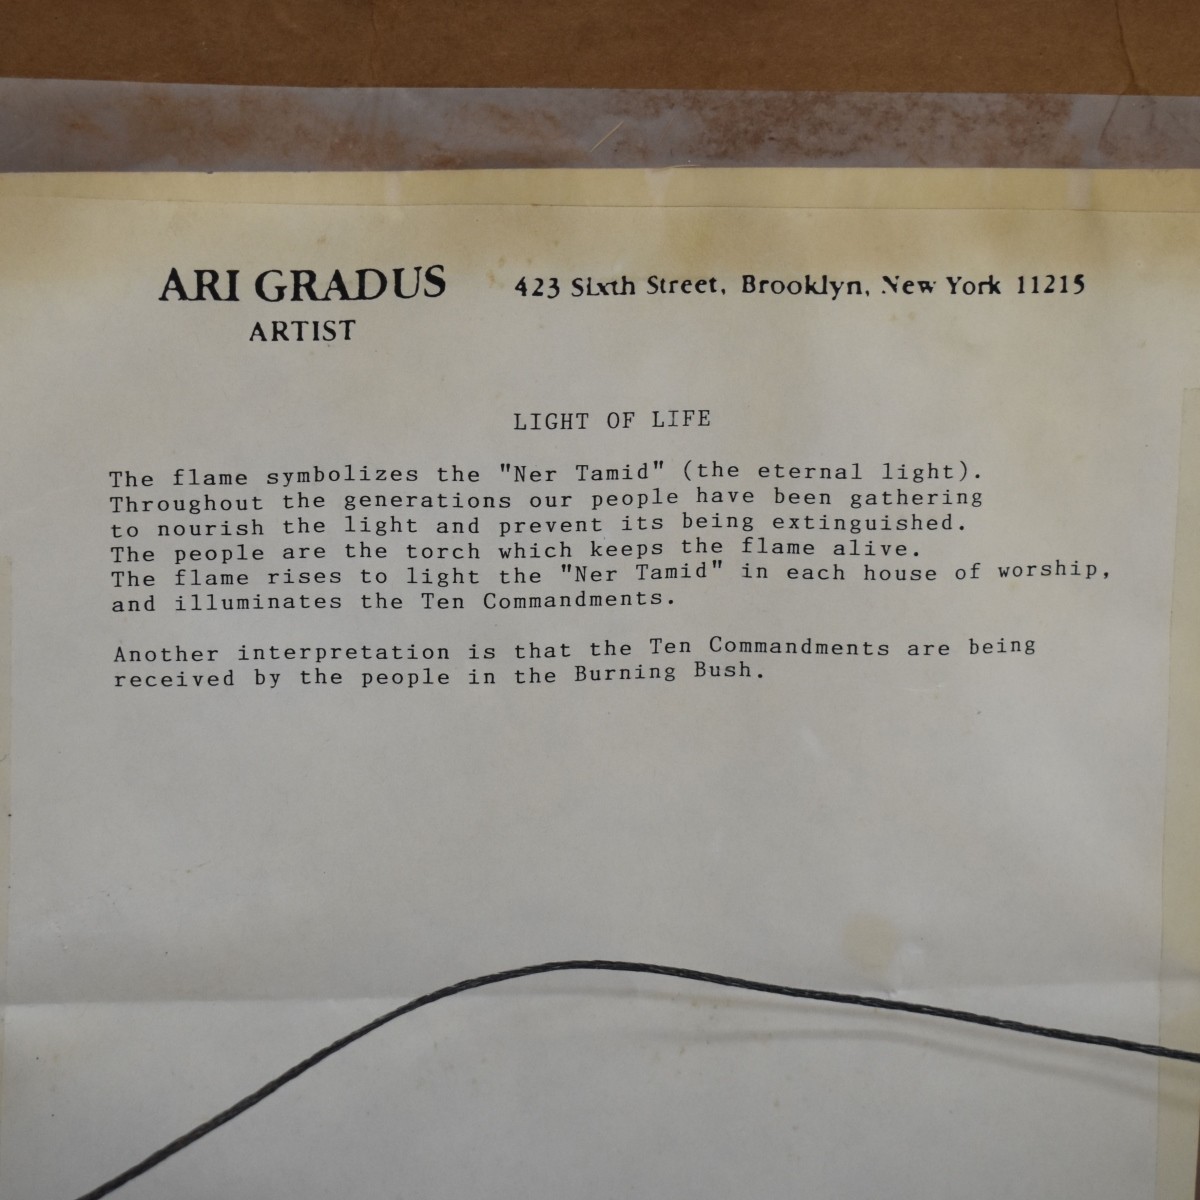 ARI GRADUS 423 Sixth Street, Brooklyn, New York 11215
ARTIST
LIGHT OF LIFE
The flame symbolizes the "Ner Tamid" (the eternal light).
Throughout the generations our people have been gathering
to nourish the light and prevent its being extinguished.
The people are the torch which keeps the flame alive.
The flame rises to light the "Ner Tamid" in each house of worship,
and illuminates the Ten Commandments.
Another interpretation is that the Ten Commandments are being
received by the people in the Burning Bush.